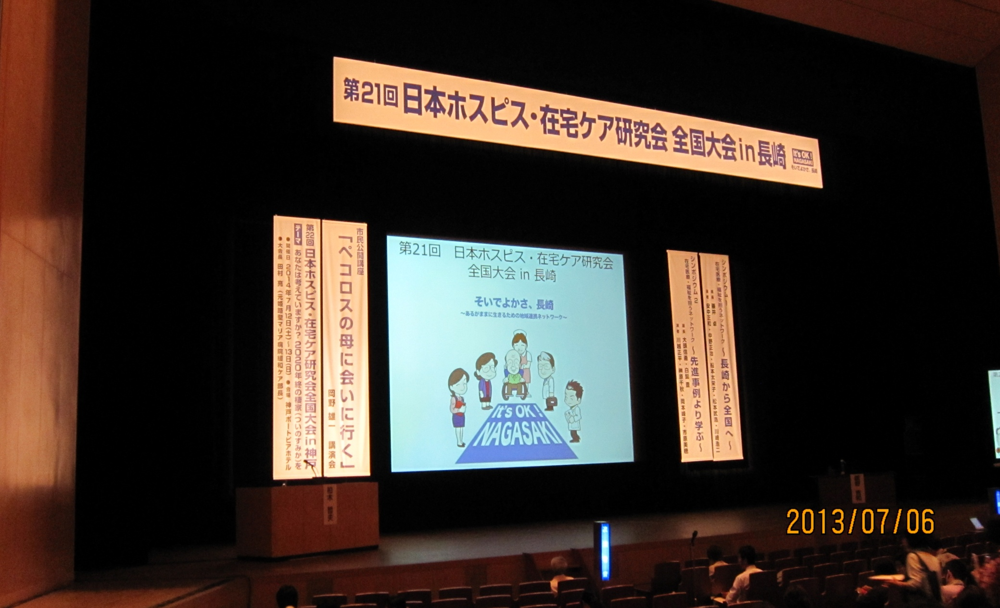 第21回 日本ホスピス・在宅ケア研究会 全国大会 in 長崎
It's OK!
NAGASAKI
そいでよかさ、長崎
市民公開講座
「ペコロスの母に会いに行く」
岡野 雄一 講演会
第22回 日本ホスピス・在宅ケア研究会全国大会 in 神戸
テーマ あなたは考えていますか?2020年 終の棲家(ついのすみか)を
●開催日 2014年7月12日(土)~13日(日) ●会場 神戸ポートピアホテル
●大会長 田村 亮(元姫路聖マリア病院緩和ケア部長)
第21回 日本ホスピス・在宅ケア研究会
全国大会 in 長崎
そいでよかさ、長崎
~あるがままに生きるための地域連携ネットワーク~
It's OK!
NAGASAKI
シンポジウム 1
在宅医療・福祉を担うネットワーク ~長崎から全国へ~
座長 藤井 卓
演者 安中正和・中野正治・船本太栄子・松本武浩・川崎浩二
シンポジウム 2
在宅医療・福祉を担うネットワーク ~先進事例より学ぶ~
座長 大頭信義・白髭 豊
演者 川越正平・榊原千秋・岡本峰子・市原美穂
柏木 哲夫
2013/07/06